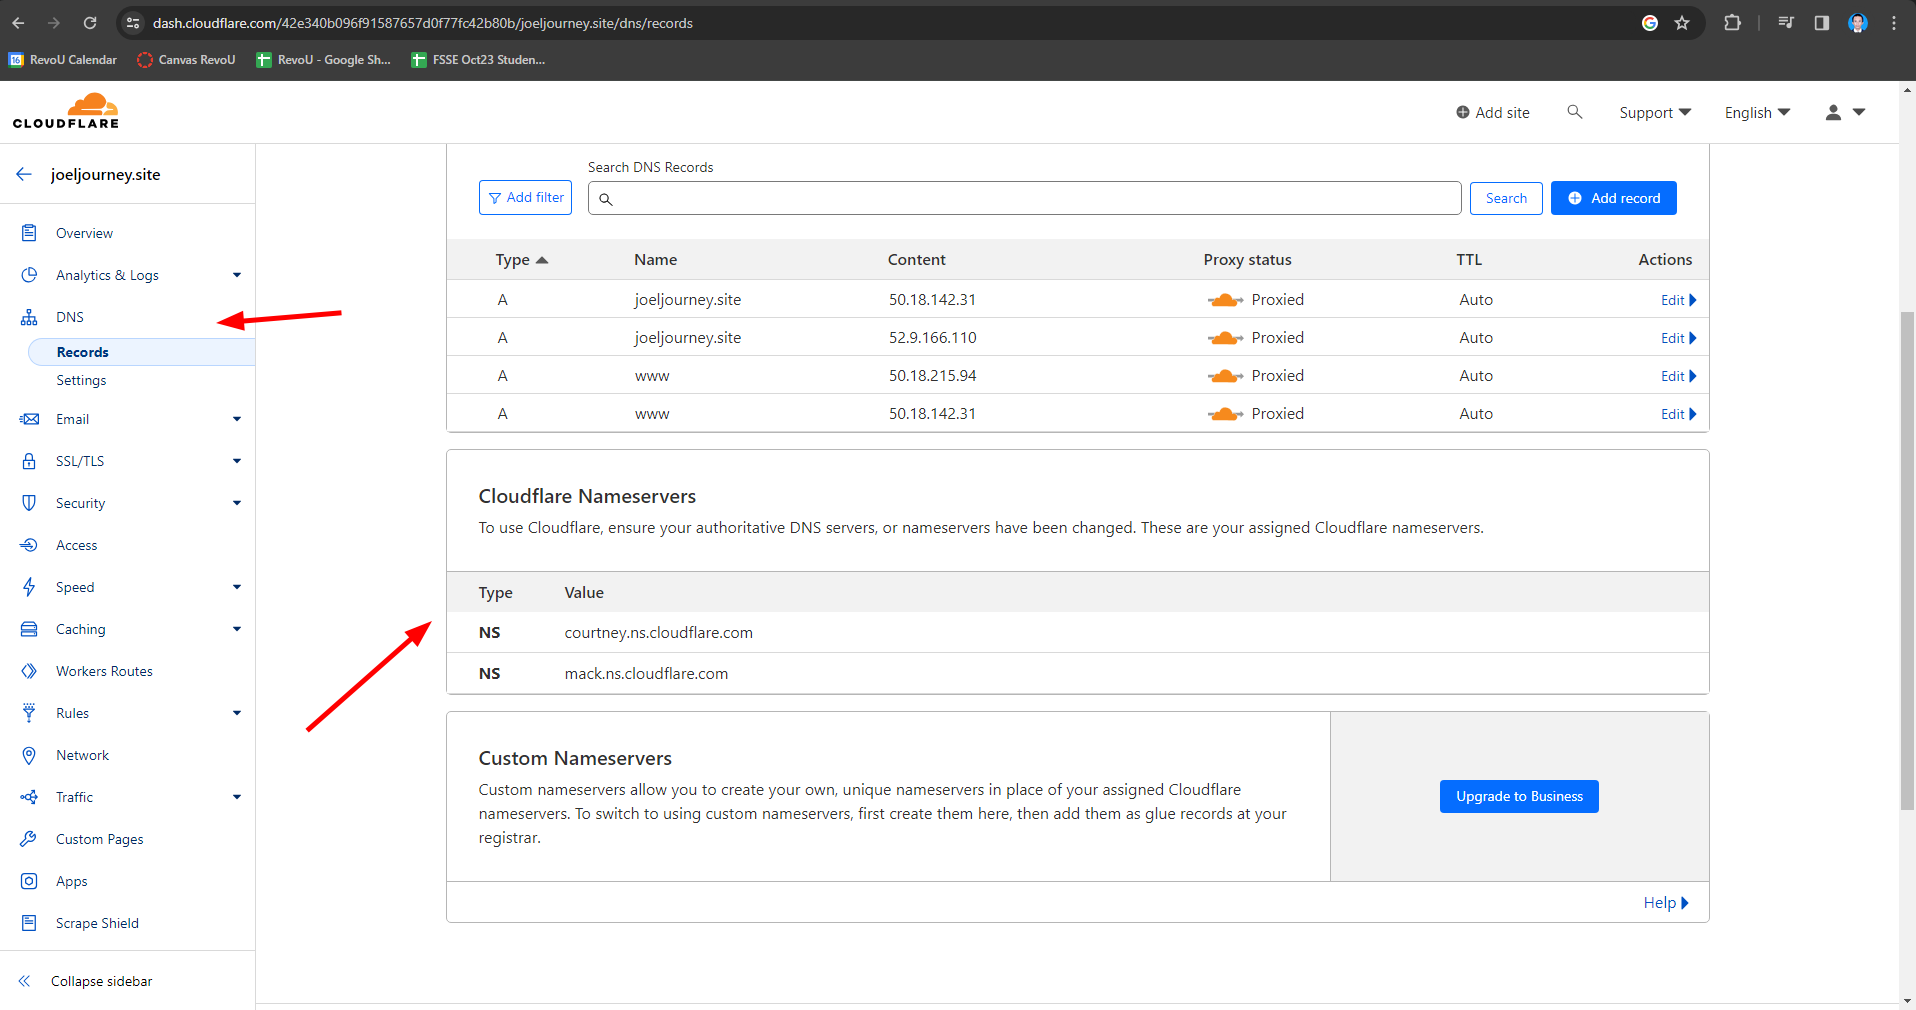 dash.cloudflare.com/42e340b096f91587657d0f77fc42b80b/joeljourney.site/dns/records
16 RevoU Calendar Canvas RevoU RevoU - Google Sh... FSSE Oct23 Studen...
CLOUDFLARE
Add site Support English
joeljourney.site
Overview
Analytics & Logs
DNS
Records
Settings
Email
SSL/TLS
Security
Access
Speed
Caching
Workers Routes
Rules
Network
Traffic
Custom Pages
Apps
Scrape Shield
Collapse sidebar
Search DNS Records
Add filter Search Add record
Type Name Content Proxy status TTL Actions
A joeljourney.site 50.18.142.31 Proxied Auto Edit
A joeljourney.site 52.9.166.110 Proxied Auto Edit
A www 50.18.215.94 Proxied Auto Edit
A www 50.18.142.31 Proxied Auto Edit
Cloudflare Nameservers
To use Cloudflare, ensure your authoritative DNS servers, or nameservers have been changed. These are your assigned Cloudflare nameservers.
Type Value
NS courtney.ns.cloudflare.com
NS mack.ns.cloudflare.com
Custom Nameservers
Custom nameservers allow you to create your own, unique nameservers in place of your assigned Cloudflare
nameservers. To switch to using custom nameservers, first create them here, then add them as glue records at your
registrar.
Upgrade to Business
Help